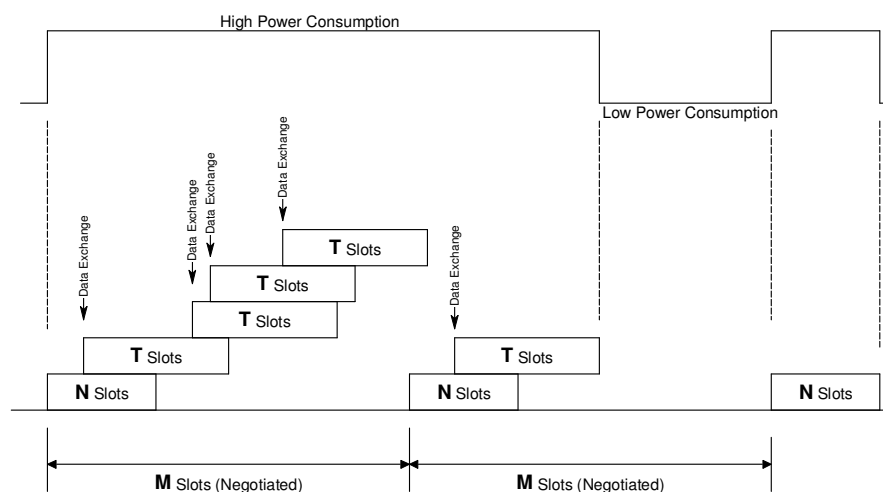 High Power Consumption
Low Power Consumption
Data Exchange
Data Exchange
Data Exchange
Data Exchange
Data Exchange
T Slots
T Slots
T Slots
T Slots
T Slots
N Slots
N Slots
N Slots
M Slots (Negotiated)
M Slots (Negotiated)